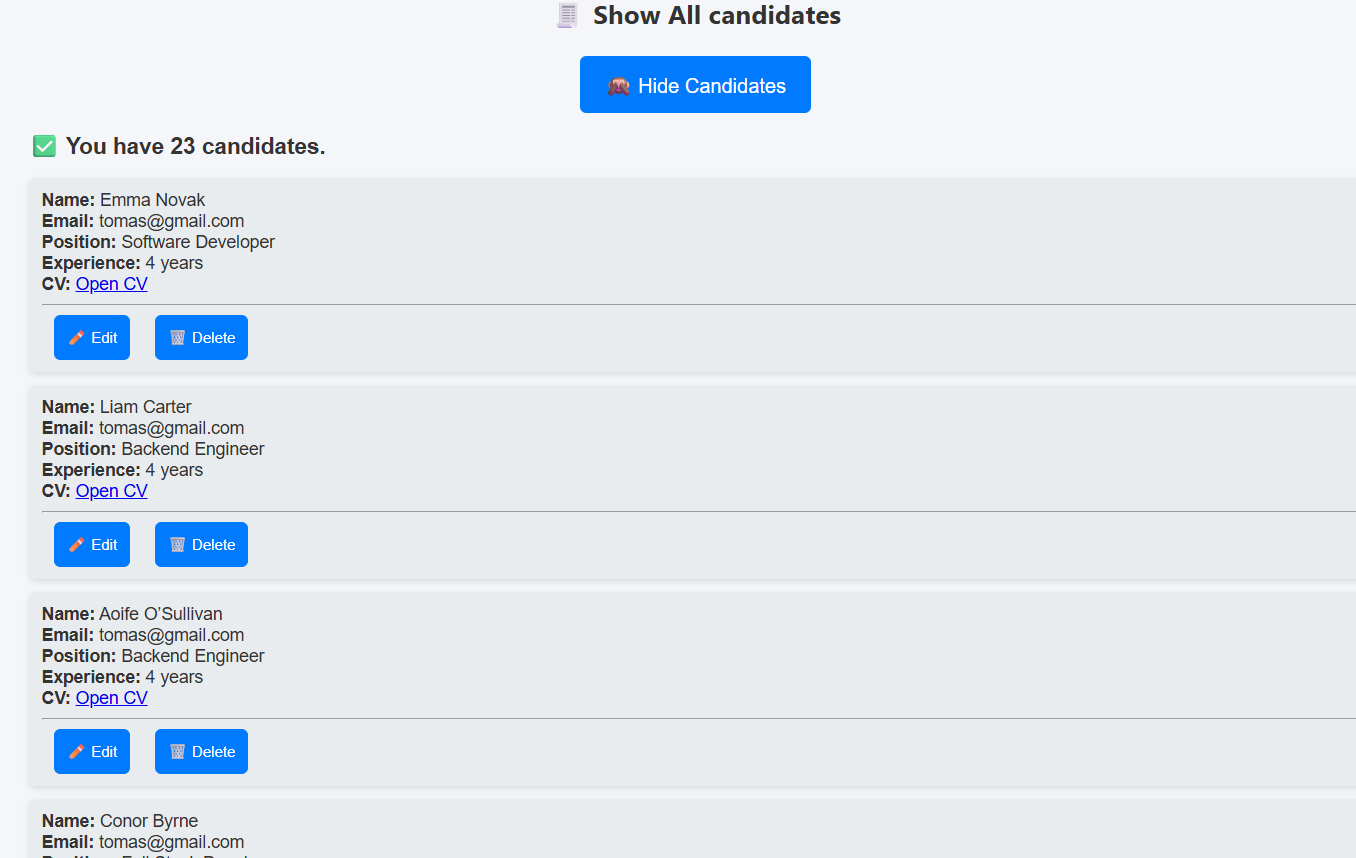 Show All candidates
Hide Candidates
You have 23 candidates.
Name: Emma Novak
Email: tomas@gmail.com
Position: Software Developer
Experience: 4 years
CV: Open CV
Edit Delete
Name: Liam Carter
Email: tomas@gmail.com
Position: Backend Engineer
Experience: 4 years
CV: Open CV
Edit Delete
Name: Aoife O'Sullivan
Email: tomas@gmail.com
Position: Backend Engineer
Experience: 4 years
CV: Open CV
Edit Delete
Name: Conor Byrne
Email: tomas@gmail.com